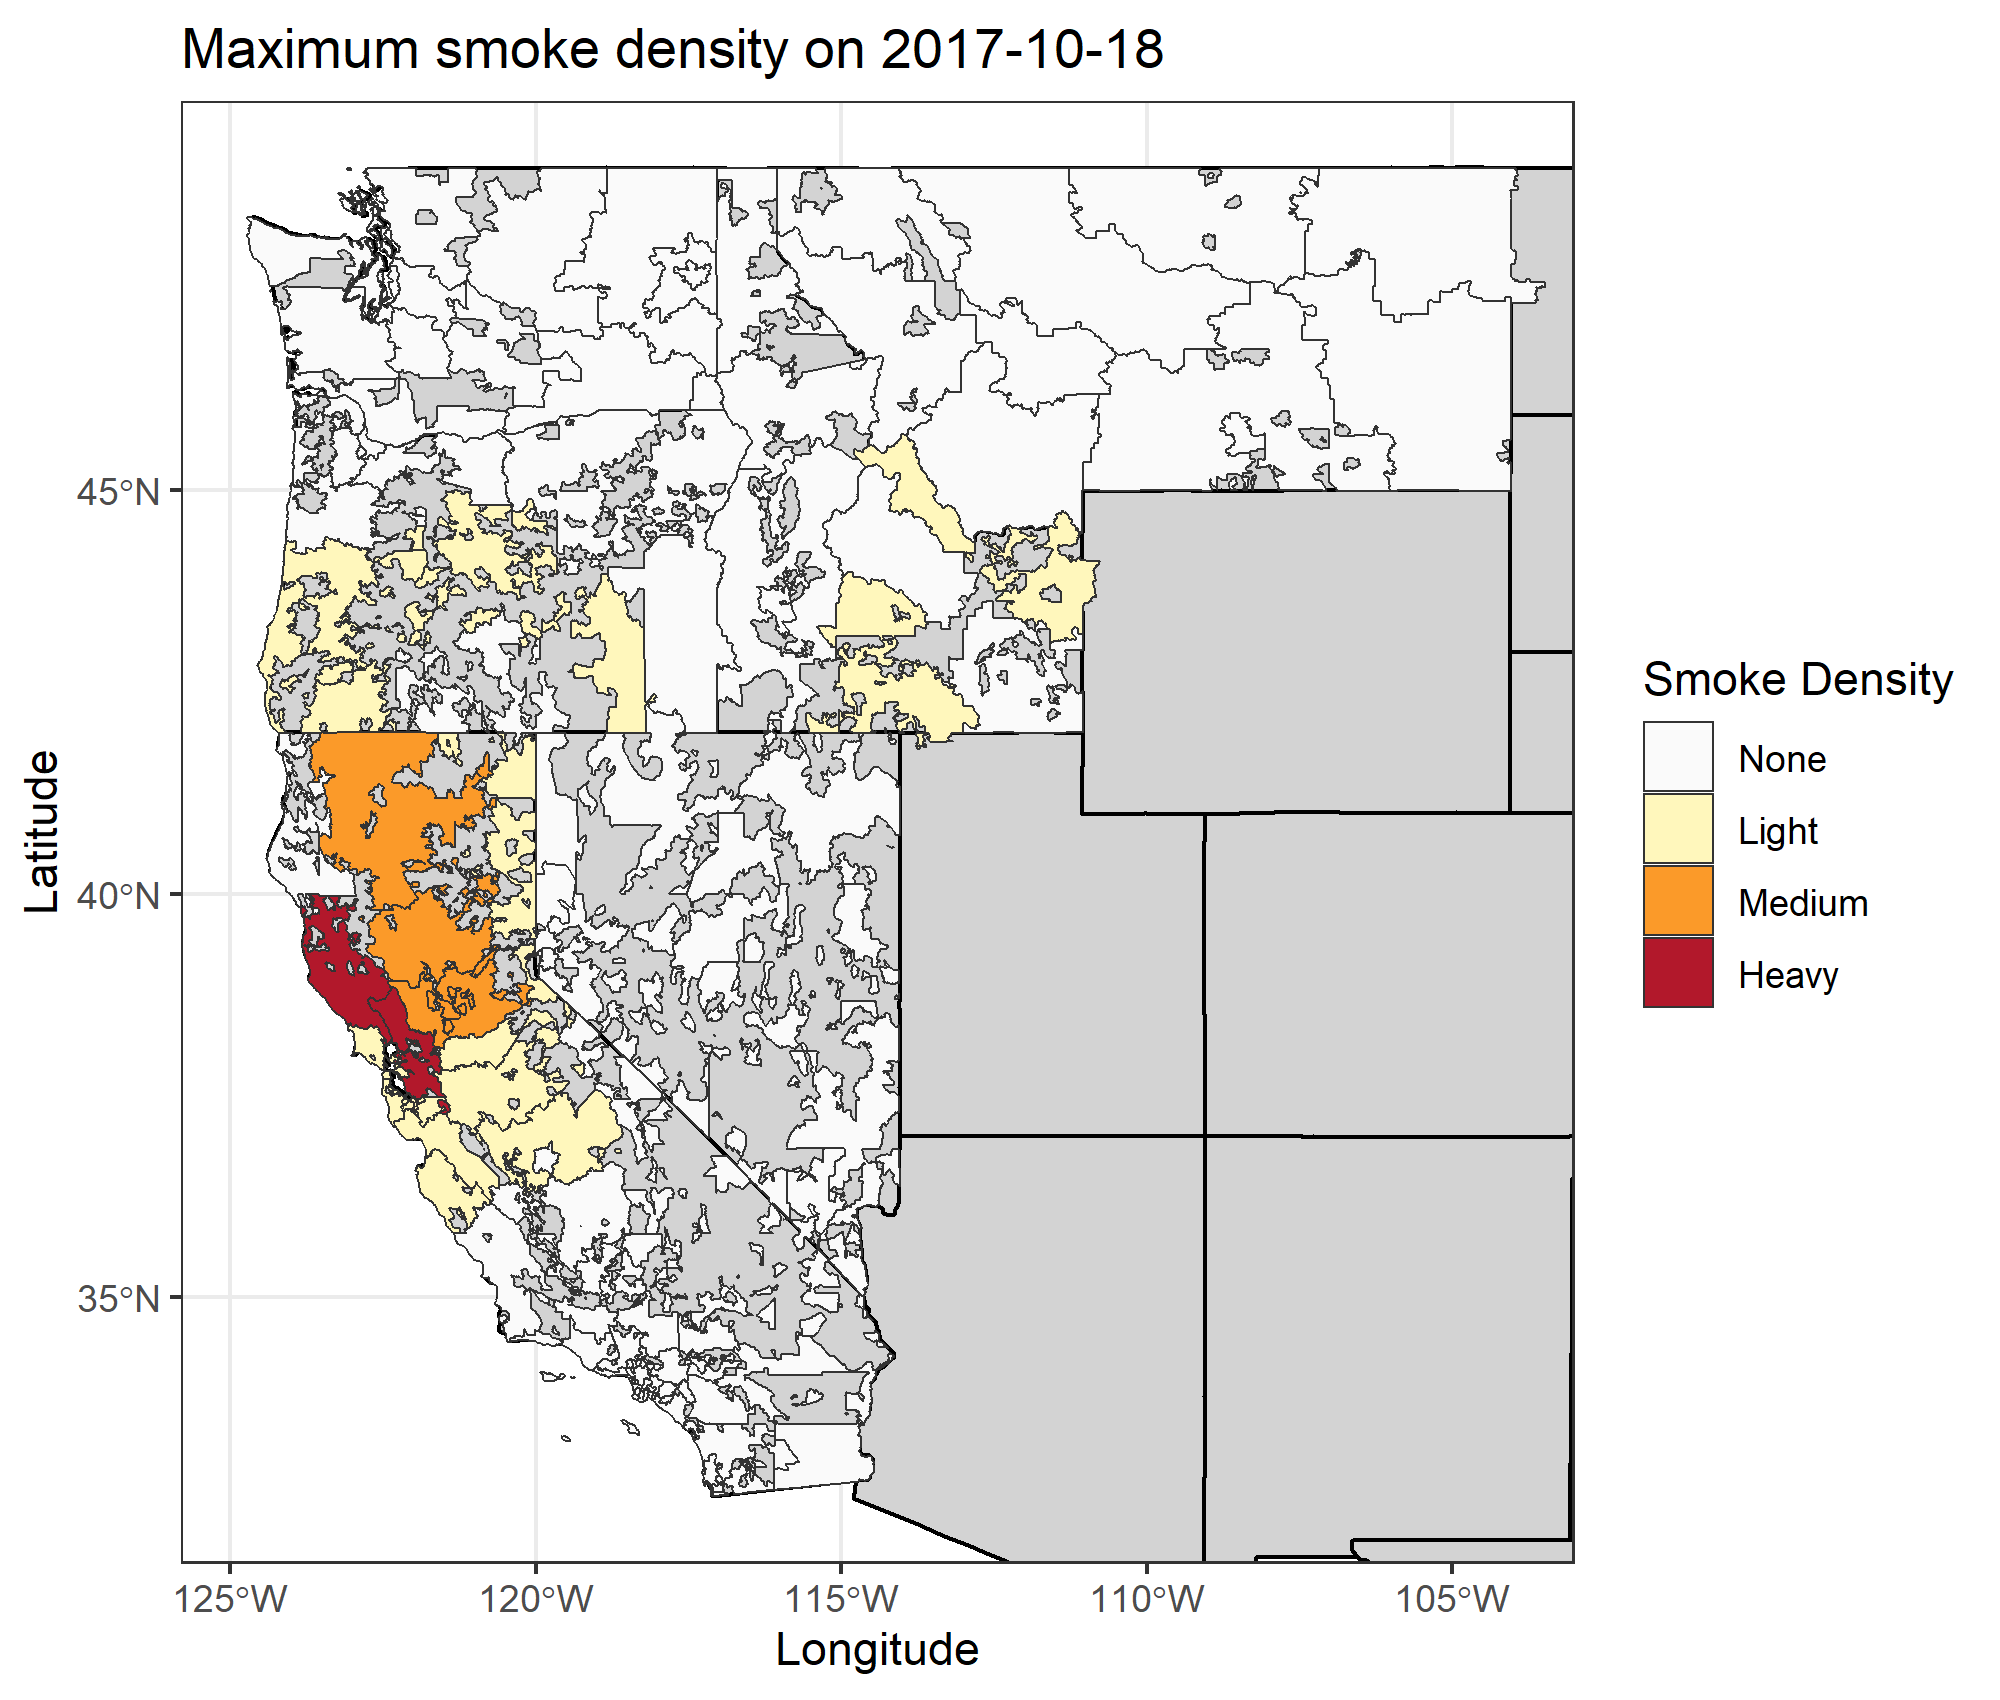 Maximum smoke density on 2017-10-18
45°N
40°N
35°N
Latitude
125°W
120°W
115°W
110°W
105°W
Longitude
Smoke Density
None
Light
Medium
Heavy